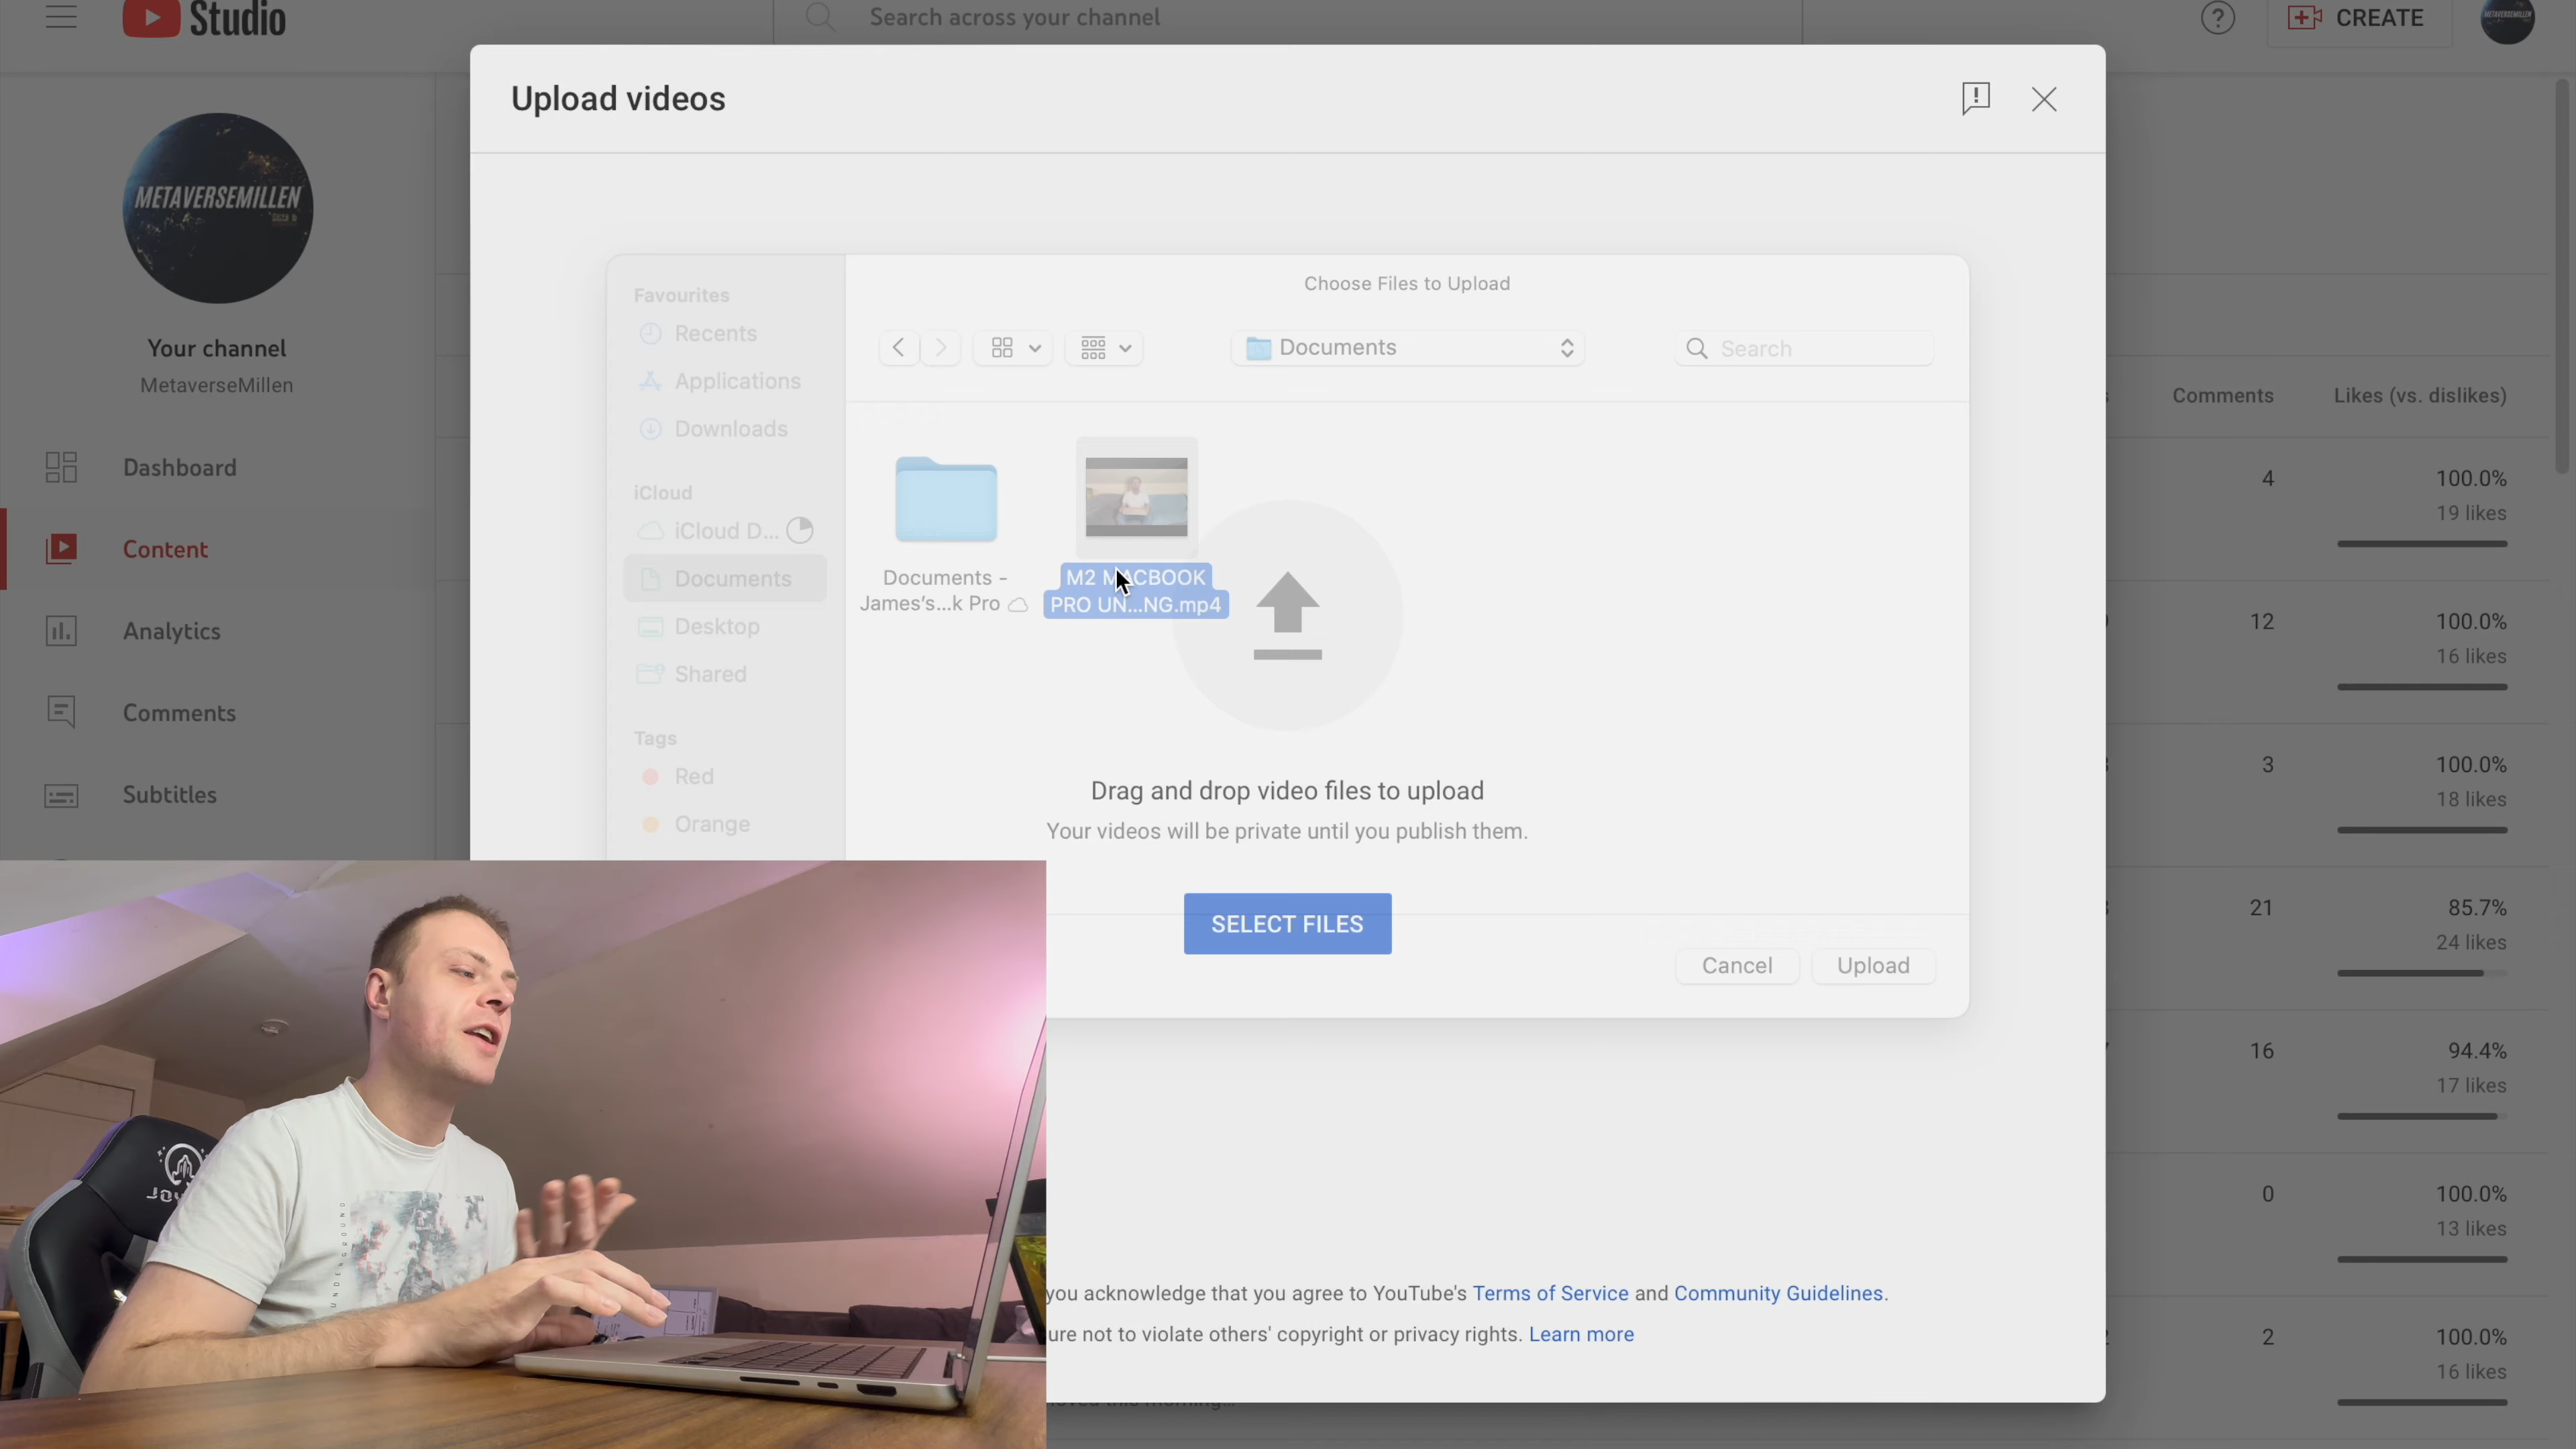 Studio
Search across your channel
CREATE
Upload videos
METAVERSEMILLEN
Your channel
MetaverseMillen
Dashboard
Content
Analytics
Comments
Subtitles
Favourites
Recents
Applications
Downloads
iCloud
iCloud D...
Documents
Desktop
Shared
Tags
Red
Orange
Choose Files to Upload
Documents
Search
Documents -
James's...k Pro
M2 MACBOOK
PRO UN...NG.mp4
Drag and drop video files to upload
Your videos will be private until you publish them.
SELECT FILES
Cancel
Upload
Comments
Likes (vs. dislikes)
4
100.0%
19 likes
12
100.0%
16 likes
3
100.0%
18 likes
21
85.7%
24 likes
16
94.4%
17 likes
0
100.0%
13 likes
2
100.0%
16 likes
you acknowledge that you agree to YouTube's Terms of Service and Community Guidelines.
ure not to violate others' copyright or privacy rights. Learn more
UNDERGROUND